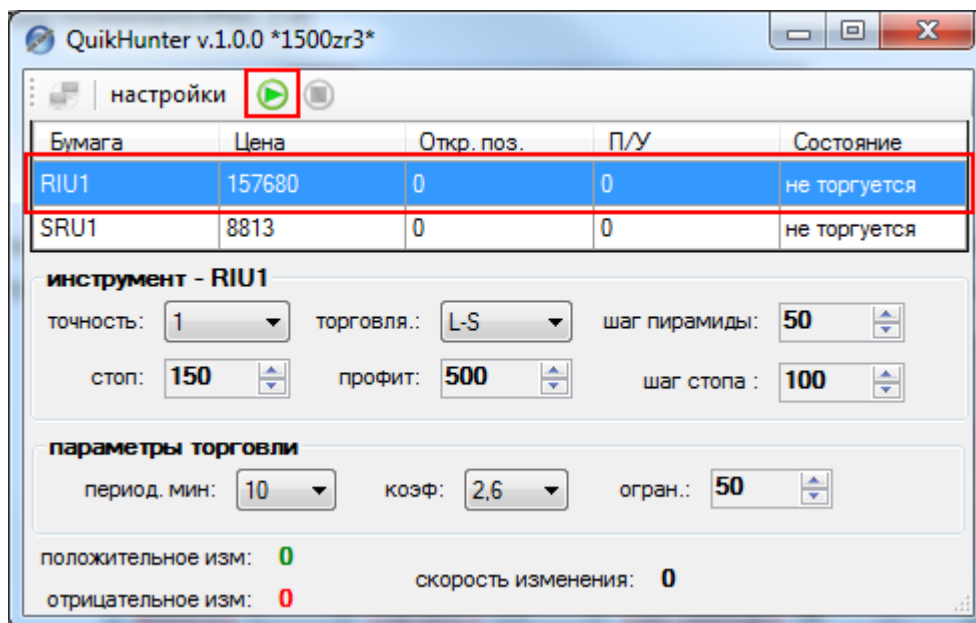 QuikHunter v.1.0.0 *1500zr3*
настройки
Бумага Цена Откр. поз. П/У Состояние
RIU1 157680 0 0 не торгуется
SRU1 8813 0 0 не торгуется
инструмент - RIU1
точность: 1 торговля.: L-S шаг пирамиды: 50
стоп: 150 профит: 500 шаг стопа : 100
параметры торговли
период. мин: 10 коэф: 2,6 огран.: 50
положительное изм: 0
скорость изменения: 0
отрицательное изм: 0